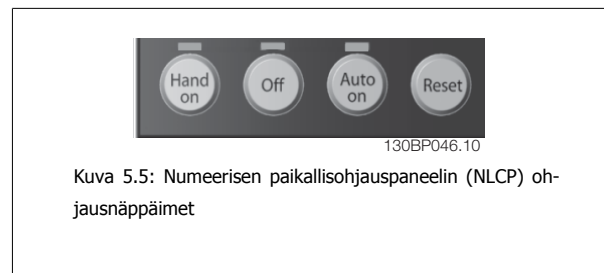 Hand
on
Off
Auto
on
Reset
130BP046.10
Kuva 5.5: Numeerisen paikallisohjauspaneelin (NLCP) oh-
jausnäppäimet